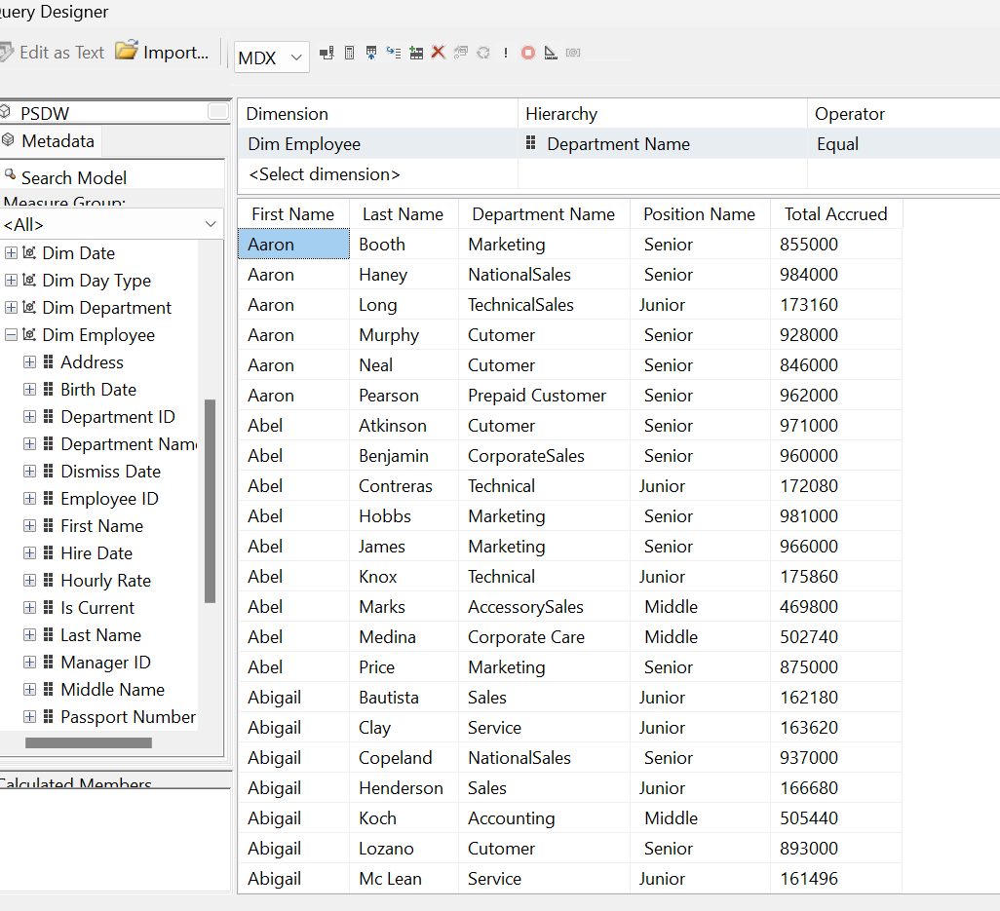 uery Designer
Edit as Text Import... MDX !
PSDW
Metadata
Search Model
Measure Group:
<All>
Dim Date
Dim Day Type
Dim Department
Dim Employee
Address
Birth Date
Department ID
Department Name
Dismiss Date
Employee ID
First Name
Hire Date
Hourly Rate
Is Current
Last Name
Manager ID
Middle Name
Passport Number
Calculated Members
Dimension Hierarchy Operator
Dim Employee Department Name Equal
<Select dimension>
First Name Last Name Department Name Position Name Total Accrued
Aaron Booth Marketing Senior 855000
Aaron Haney NationalSales Senior 984000
Aaron Long TechnicalSales Junior 173160
Aaron Murphy Cutomer Senior 928000
Aaron Neal Cutomer Senior 846000
Aaron Pearson Prepaid Customer Senior 962000
Abel Atkinson Cutomer Senior 971000
Abel Benjamin CorporateSales Senior 960000
Abel Contreras Technical Junior 172080
Abel Hobbs Marketing Senior 981000
Abel James Marketing Senior 966000
Abel Knox Technical Junior 175860
Abel Marks AccessorySales Middle 469800
Abel Medina Corporate Care Middle 502740
Abel Price Marketing Senior 875000
Abigail Bautista Sales Junior 162180
Abigail Clay Service Junior 163620
Abigail Copeland NationalSales Senior 937000
Abigail Henderson Sales Junior 166680
Abigail Koch Accounting Middle 505440
Abigail Lozano Cutomer Senior 893000
Abigail Mc Lean Service Junior 161496